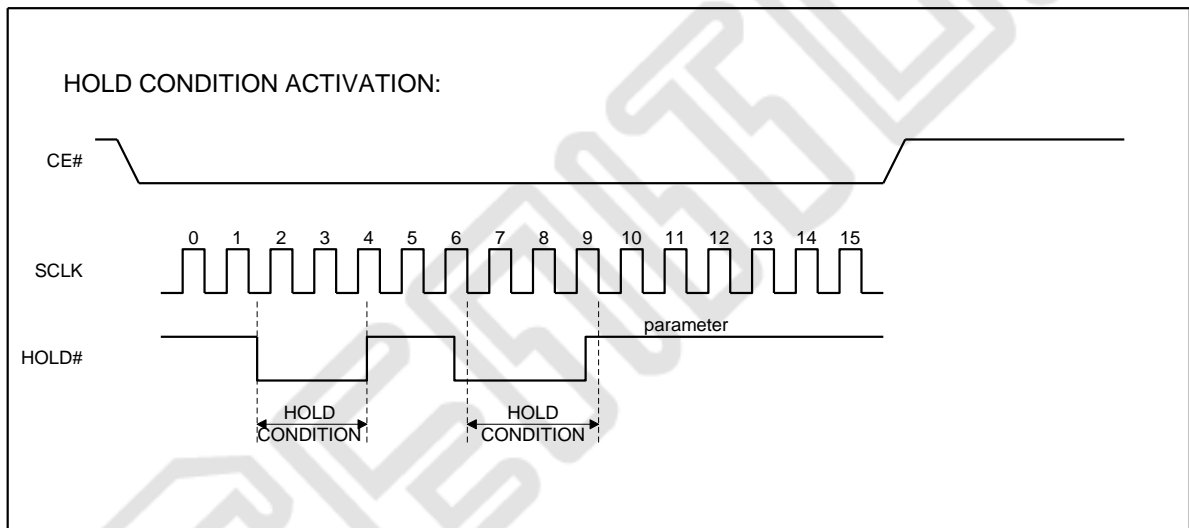 HOLD CONDITION ACTIVATION:
CE#
0 1 2 3 4 5 6 7 8 9 10 11 12 13 14 15
SCLK
parameter
HOLD#
HOLD CONDITION
HOLD CONDITION